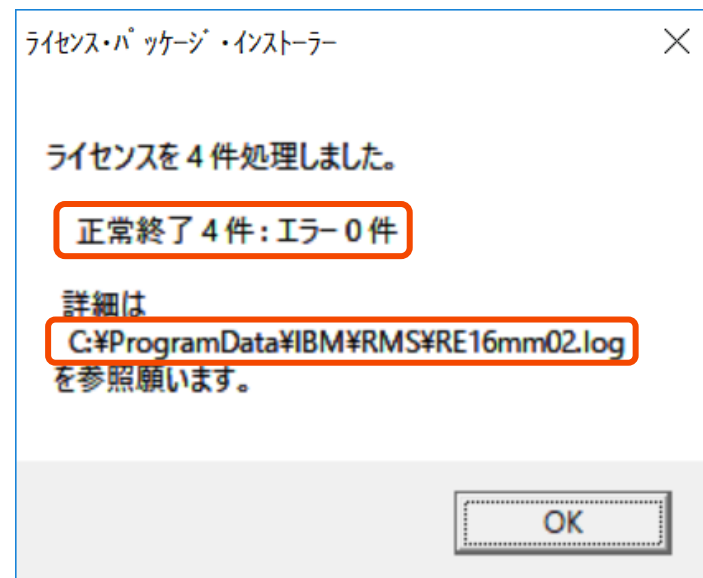 ライセンス・パッケージ・インストーラー
ライセンスを 4 件処理しました。
正常終了 4 件 : エラー 0 件
詳細は
C:¥ProgramData¥IBM¥RMS¥RE16mm02.log
を参照願います。
OK